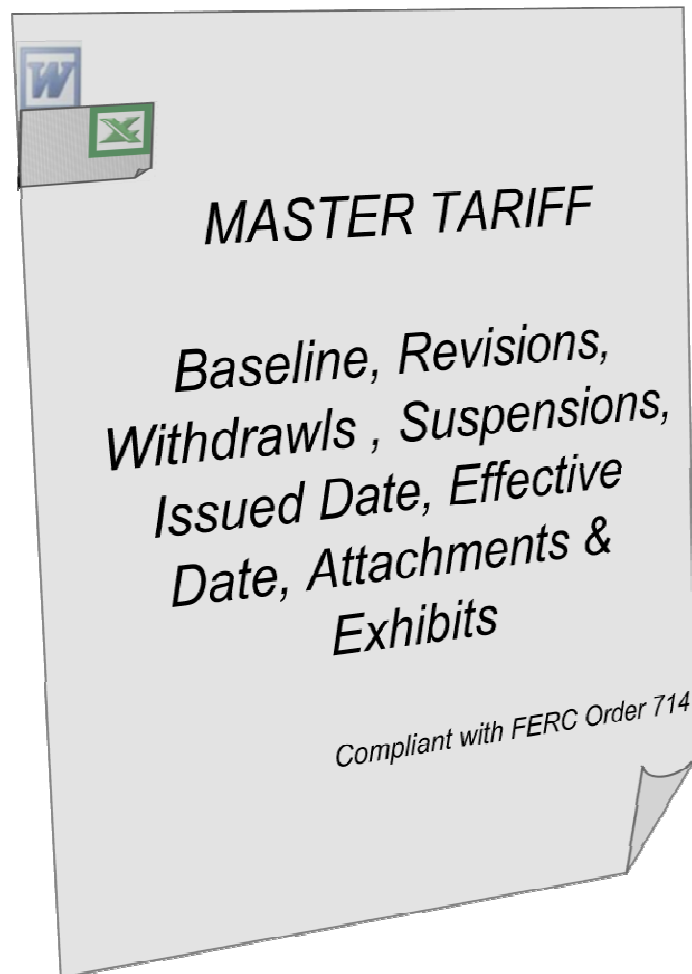 W
X
MASTER TARIFF
Baseline, Revisions,
Withdrawls , Suspensions,
Issued Date, Effective
Date, Attachments &
Exhibits
Compliant with FERC Order 714